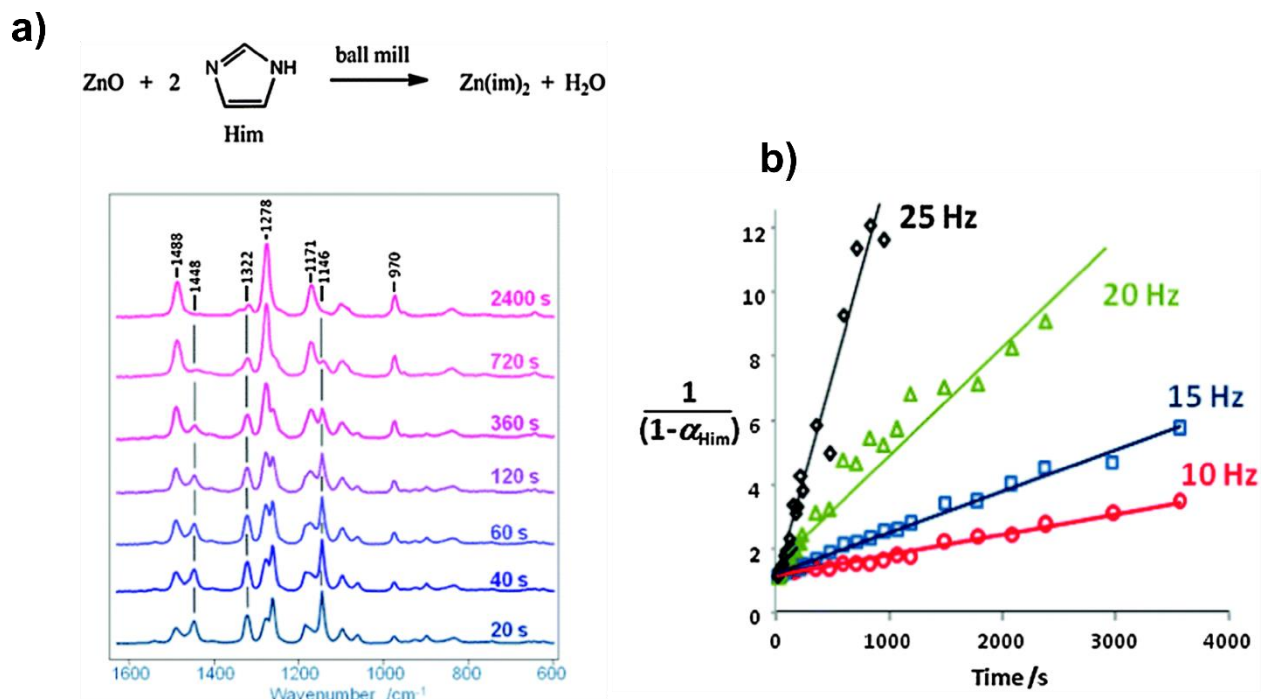 a)
ball mill
ZnO + 2
N
NH
Zn(im)₂ + H₂O
Him
1488
1448
1322
1278
1171
1146
970
2400 s
720 s
360 s
120 s
60 s
40 s
20 s
1600 1400 1200 1000 800 600
Wavenumber /cm⁻¹
b)
25 Hz
20 Hz
15 Hz
10 Hz
1
(1-αHim)
12
10
8
6
4
2
0
0 1000 2000 3000 4000
Time /s